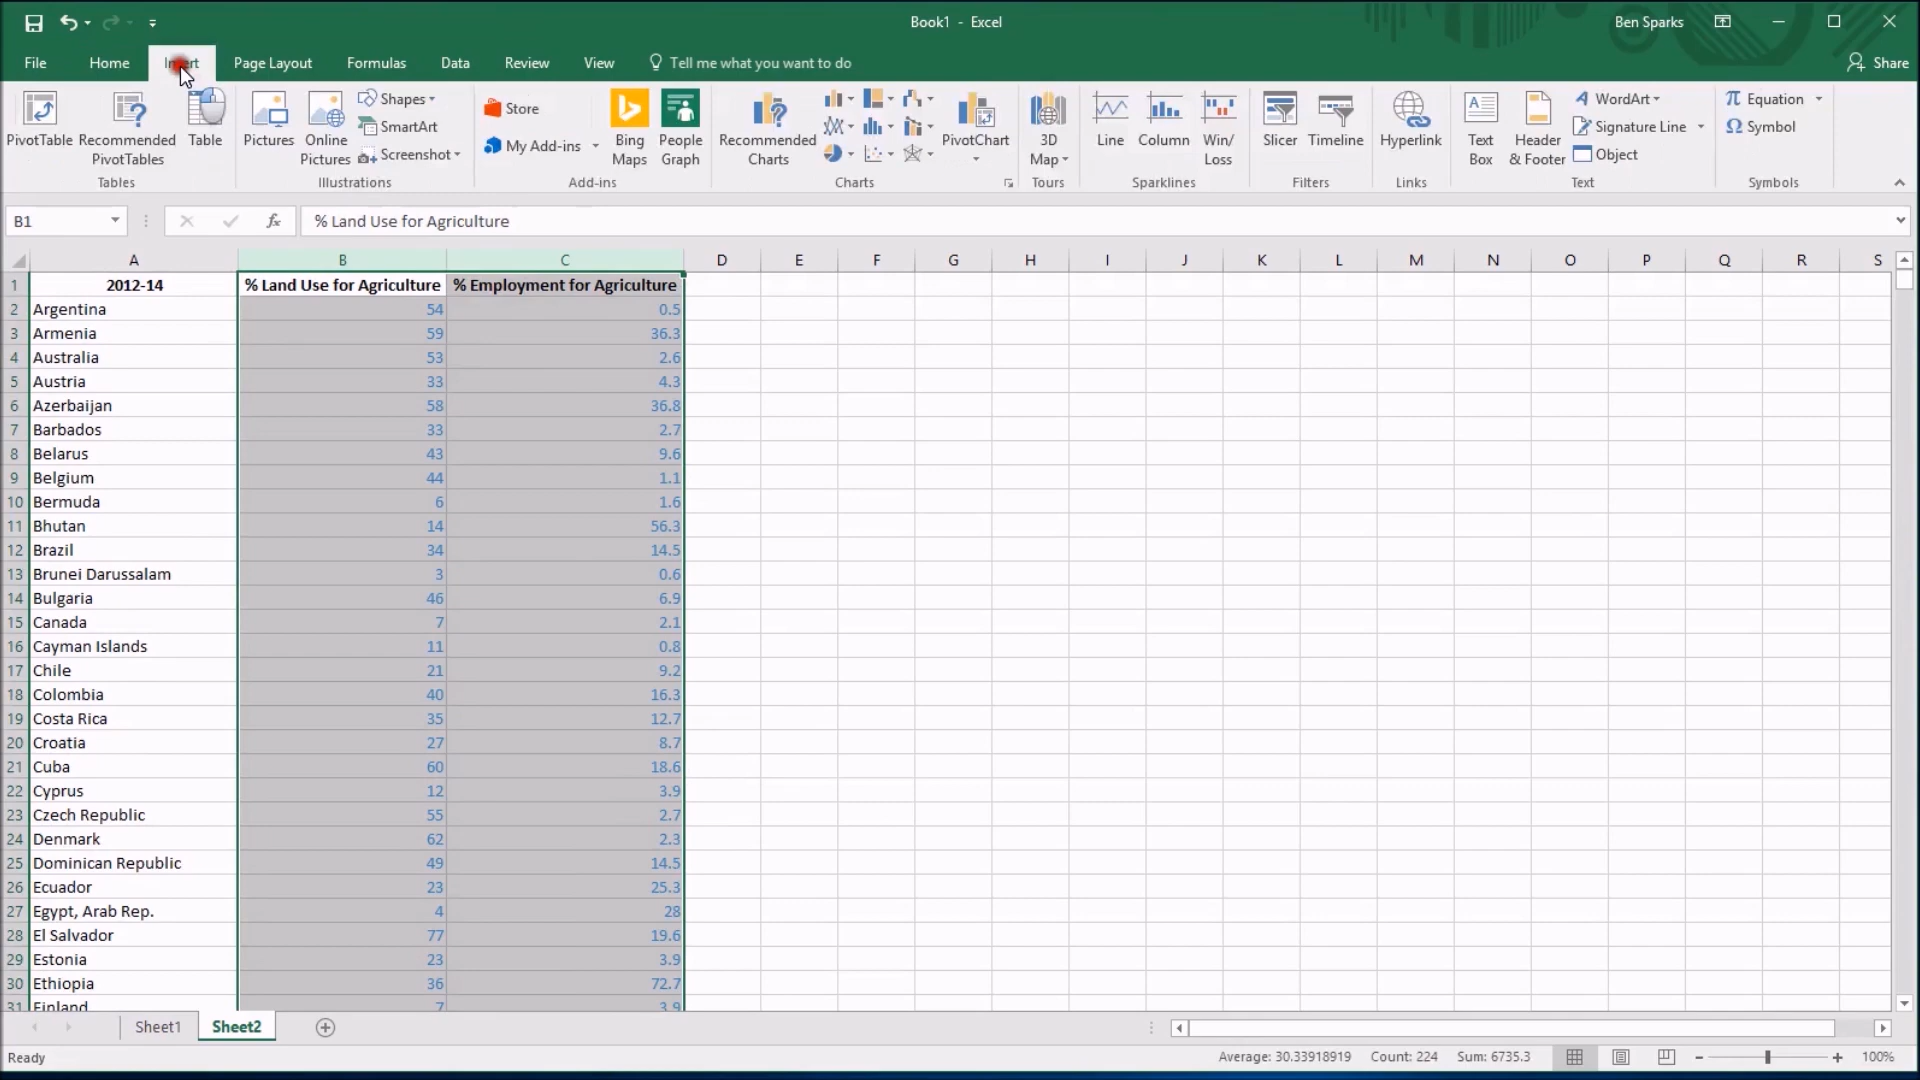 Book1 - Excel
Ben Sparks
File Home Insert Page Layout Formulas Data Review View Tell me what you want to do Share
PivotTable Recommended PivotTables Table Pictures Online Pictures Shapes SmartArt Screenshot Store My Add-ins Bing Maps People Graph Recommended Charts PivotChart 3D Map Line Column Win/Loss Slicer Timeline Hyperlink Text Box Header & Footer WordArt Signature Line Object Equation Symbol
Tables Illustrations Add-ins Charts Tours Sparklines Filters Links Text Symbols
B1 fx % Land Use for Agriculture
A B C D E F G H I J K L M N O P Q R S
1 2012-14 % Land Use for Agriculture % Employment for Agriculture
2 Argentina 54 0.5
3 Armenia 59 36.3
4 Australia 53 2.6
5 Austria 33 4.3
6 Azerbaijan 58 36.8
7 Barbados 33 2.7
8 Belarus 43 9.6
9 Belgium 44 1.1
10 Bermuda 6 1.6
11 Bhutan 14 56.3
12 Brazil 34 14.5
13 Brunei Darussalam 3 0.6
14 Bulgaria 46 6.9
15 Canada 7 2.1
16 Cayman Islands 11 0.8
17 Chile 21 9.2
18 Colombia 40 16.3
19 Costa Rica 35 12.7
20 Croatia 27 8.7
21 Cuba 60 18.6
22 Cyprus 12 3.9
23 Czech Republic 55 2.7
24 Denmark 62 2.3
25 Dominican Republic 49 14.5
26 Ecuador 23 25.3
27 Egypt, Arab Rep. 4 28
28 El Salvador 77 19.6
29 Estonia 23 3.9
30 Ethiopia 36 72.7
31 Finland 7 3.9
Sheet1 Sheet2
Ready Average: 30.33918919 Count: 224 Sum: 6735.3 100%